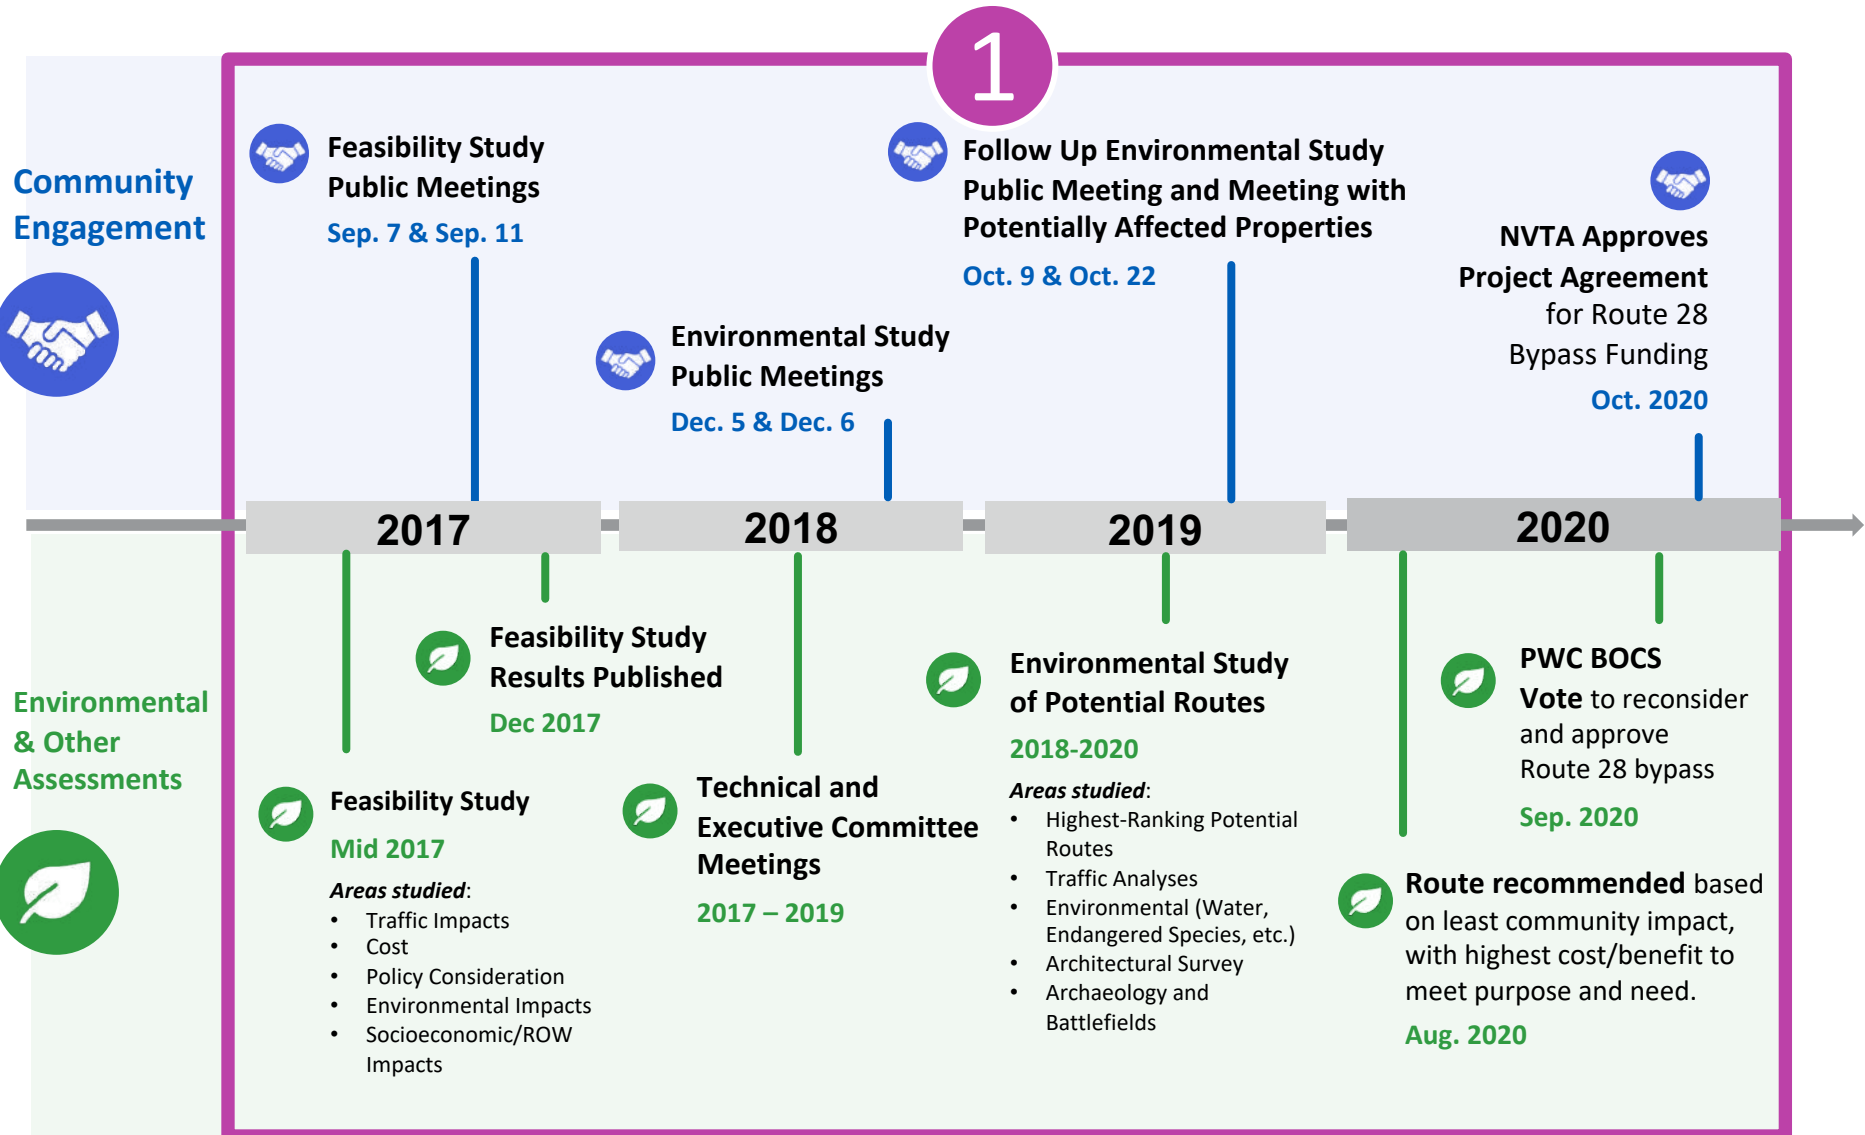 1
Community
Engagement
Feasibility Study
Public Meetings
Sep. 7 & Sep. 11
Environmental Study
Public Meetings
Dec. 5 & Dec. 6
Follow Up Environmental Study
Public Meeting and Meeting with
Potentially Affected Properties
Oct. 9 & Oct. 22
NVTA Approves
Project Agreement
for Route 28
Bypass Funding
Oct. 2020
2017
2018
2019
2020
Environmental
& Other
Assessments
Feasibility Study
Mid 2017
Areas studied:
• Traffic Impacts
• Cost
• Policy Consideration
• Environmental Impacts
• Socioeconomic/ROW
Impacts
Feasibility Study
Results Published
Dec 2017
Technical and
Executive Committee
Meetings
2017 – 2019
Environmental Study
of Potential Routes
2018-2020
Areas studied:
• Highest-Ranking Potential
Routes
• Traffic Analyses
• Environmental (Water,
Endangered Species, etc.)
• Architectural Survey
• Archaeology and
Battlefields
PWC BOCS
Vote to reconsider
and approve
Route 28 bypass
Sep. 2020
Route recommended based
on least community impact,
with highest cost/benefit to
meet purpose and need.
Aug. 2020